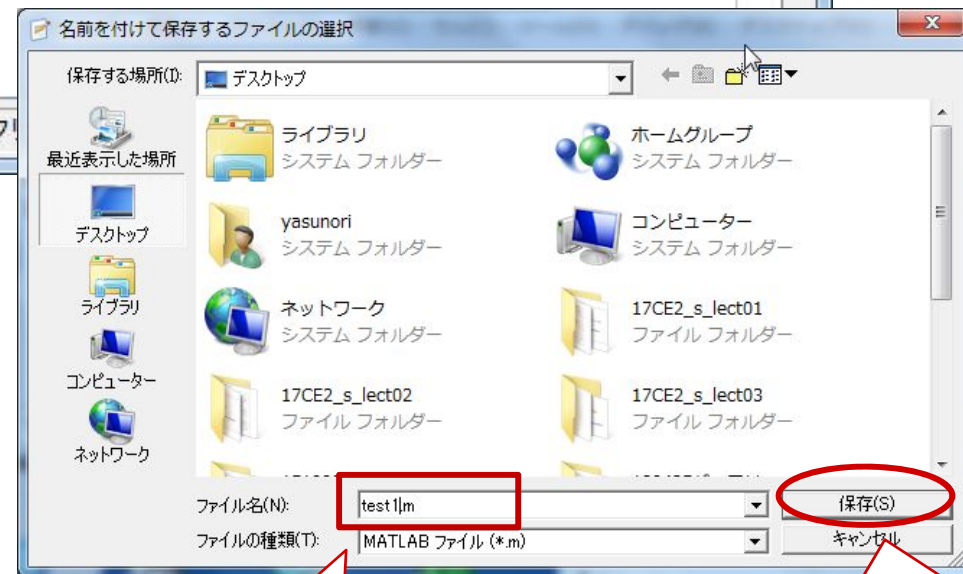 名前を付けて保存するファイルの選択
保存する場所(I):
デスクトップ
最近表示した場所
デスクトップ
ライブラリ
コンピューター
ネットワーク
ライブラリ
システム フォルダー
ホームグループ
システム フォルダー
yasunori
システム フォルダー
コンピューター
システム フォルダー
ネットワーク
システム フォルダー
17CE2_s_lect01
ファイル フォルダー
17CE2_s_lect02
ファイル フォルダー
17CE2_s_lect03
ファイル フォルダー
ファイル名(N):
test1.m
保存(S)
ファイルの種類(T):
MATLAB ファイル (*.m)
キャンセル